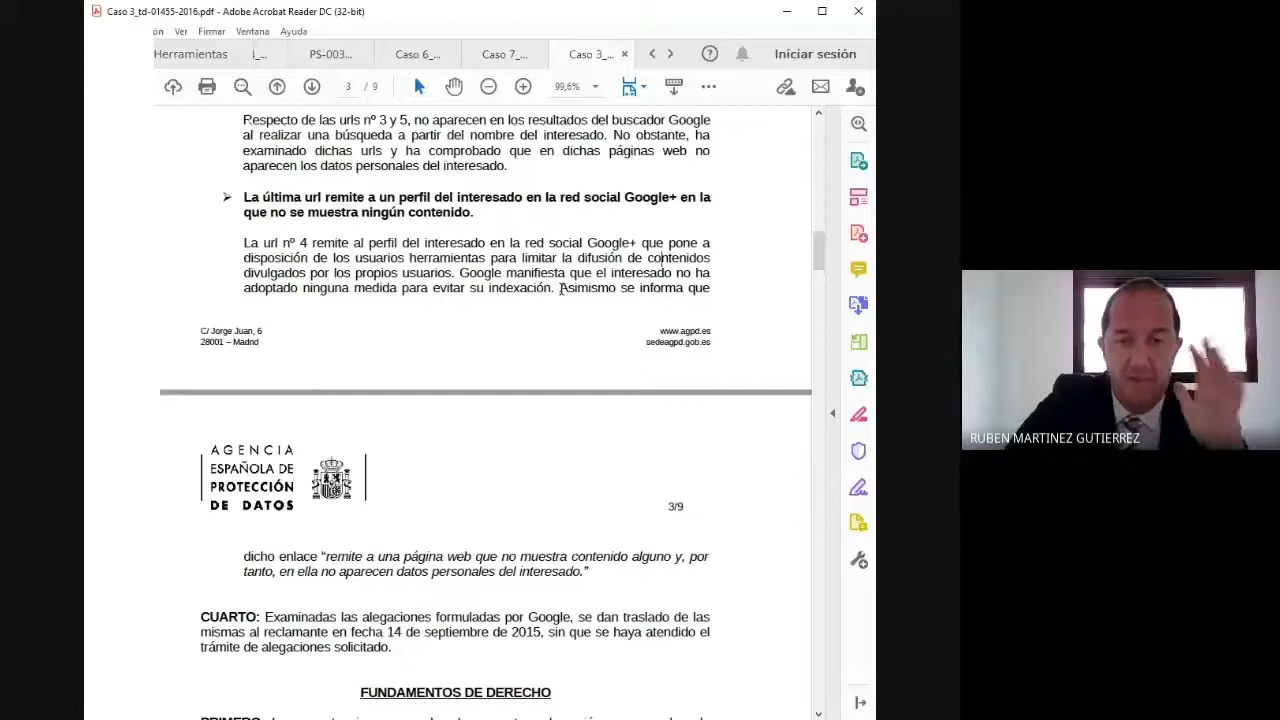 Caso 3_td-01455-2016.pdf - Adobe Acrobat Reader DC (32-bit)
ón Ver Firmar Ventana Ayuda
Herramientas I_... PS-003... Caso 6_... Caso 7_... Caso 3_... × Iniciar sesión
3 / 9 99,6%
Respecto de las urls nº 3 y 5, no aparecen en los resultados del buscador Google
al realizar una búsqueda a partir del nombre del interesado. No obstante, ha
examinado dichas urls y ha comprobado que en dichas páginas web no
aparecen los datos personales del interesado.
➢ La última url remite a un perfil del interesado en la red social Google+ en la
que no se muestra ningún contenido.
La url nº 4 remite al perfil del interesado en la red social Google+ que pone a
disposición de los usuarios herramientas para limitar la difusión de contenidos
divulgados por los propios usuarios. Google manifiesta que el interesado no ha
adoptado ninguna medida para evitar su indexación. Asimismo se informa que
C/ Jorge Juan, 6 www.agpd.es
28001 – Madrid sedeagpd.gob.es
AGENCIA
ESPAÑOLA DE
PROTECCIÓN
DE DATOS
3/9
dicho enlace “remite a una página web que no muestra contenido alguno y, por
tanto, en ella no aparecen datos personales del interesado.”
CUARTO: Examinadas las alegaciones formuladas por Google, se dan traslado de las
mismas al reclamante en fecha 14 de septiembre de 2015, sin que se haya atendido el
trámite de alegaciones solicitado.
FUNDAMENTOS DE DERECHO
RUBEN MARTINEZ GUTIERREZ